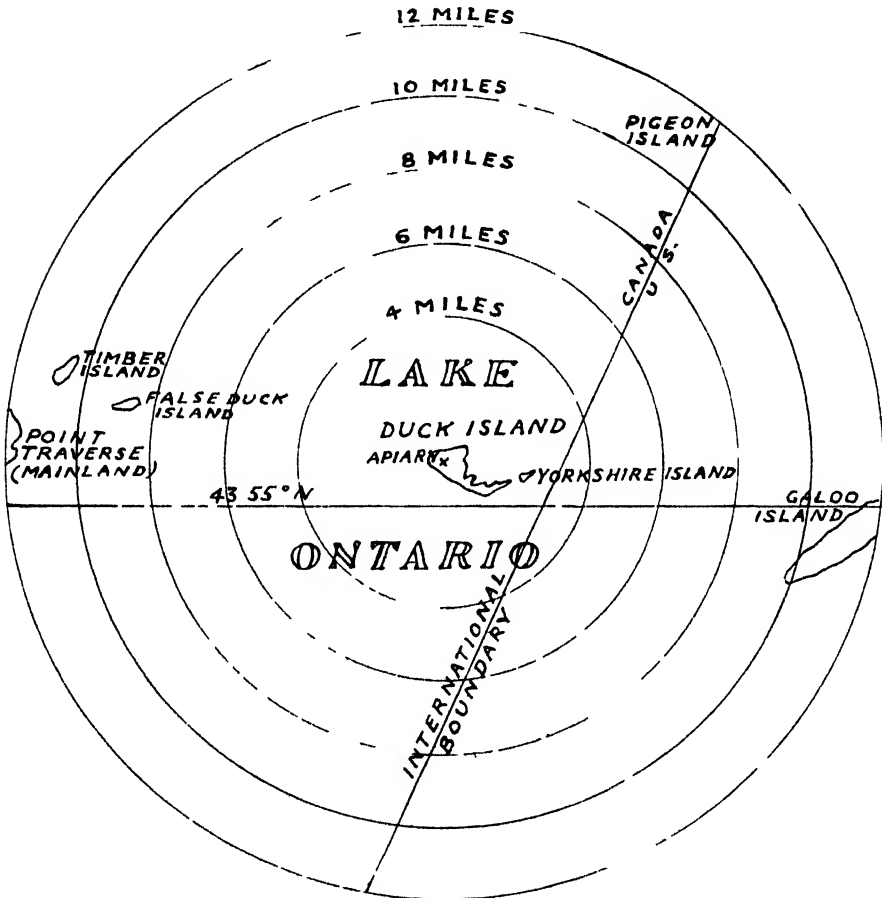 12 MILES
10 MILES
PIGEON
ISLAND
8 MILES
CANADA
U.S.
6 MILES
4 MILES
TIMBER
ISLAND
LAKE
FALSE DUCK
ISLAND
DUCK ISLAND
POINT
TRAVERSE
(MAINLAND)
APIARY x
YORKSHIRE ISLAND
43 55° N
GALOO
ISLAND
ONTARIO
INTERNATIONAL
BOUNDARY